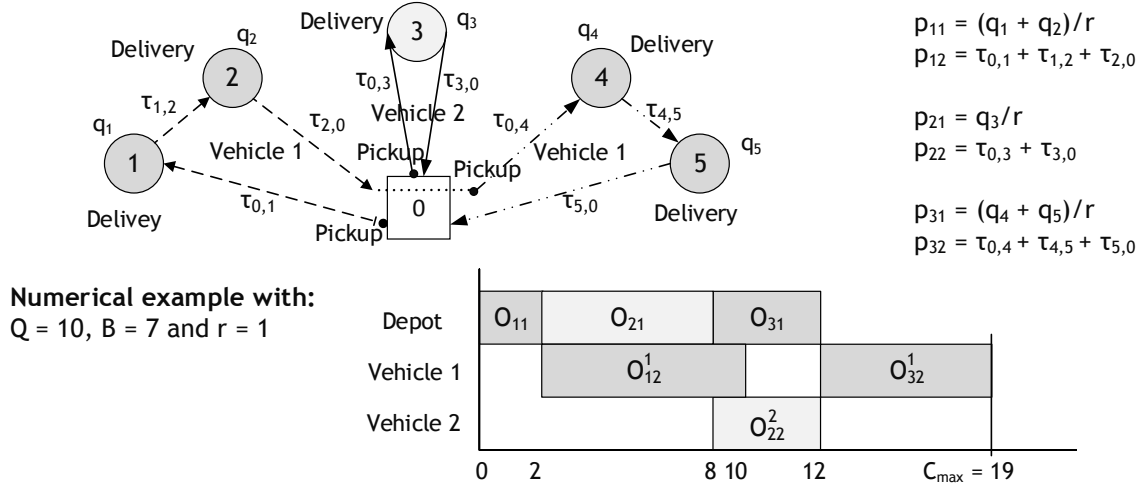 Delivery
q₂
2
τ₁,₂
q₁
1
Delivey
τ₀,₁
τ₂,₀
Vehicle 1
Delivery
3
q₃
τ₀,₃
τ₃,₀
Vehicle 2
Pickup
Pickup
0
Pickup
q₄
Delivery
4
τ₀,₄
τ₄,₅
Vehicle 1
5
q₅
τ₅,₀
Delivery
p₁₁ = (q₁ + q₂)/r
p₁₂ = τ₀,₁ + τ₁,₂ + τ₂,₀
p₂₁ = q₃/r
p₂₂ = τ₀,₃ + τ₃,₀
p₃₁ = (q₄ + q₅)/r
p₃₂ = τ₀,₄ + τ₄,₅ + τ₅,₀
Numerical example with:
Q = 10, B = 7 and r = 1
Depot O₁₁ O₂₁ O₃₁
Vehicle 1 O¹₁₂ O¹₃₂
Vehicle 2 O²₂₂
0 2 8 10 12 Cₘₐₓ = 19